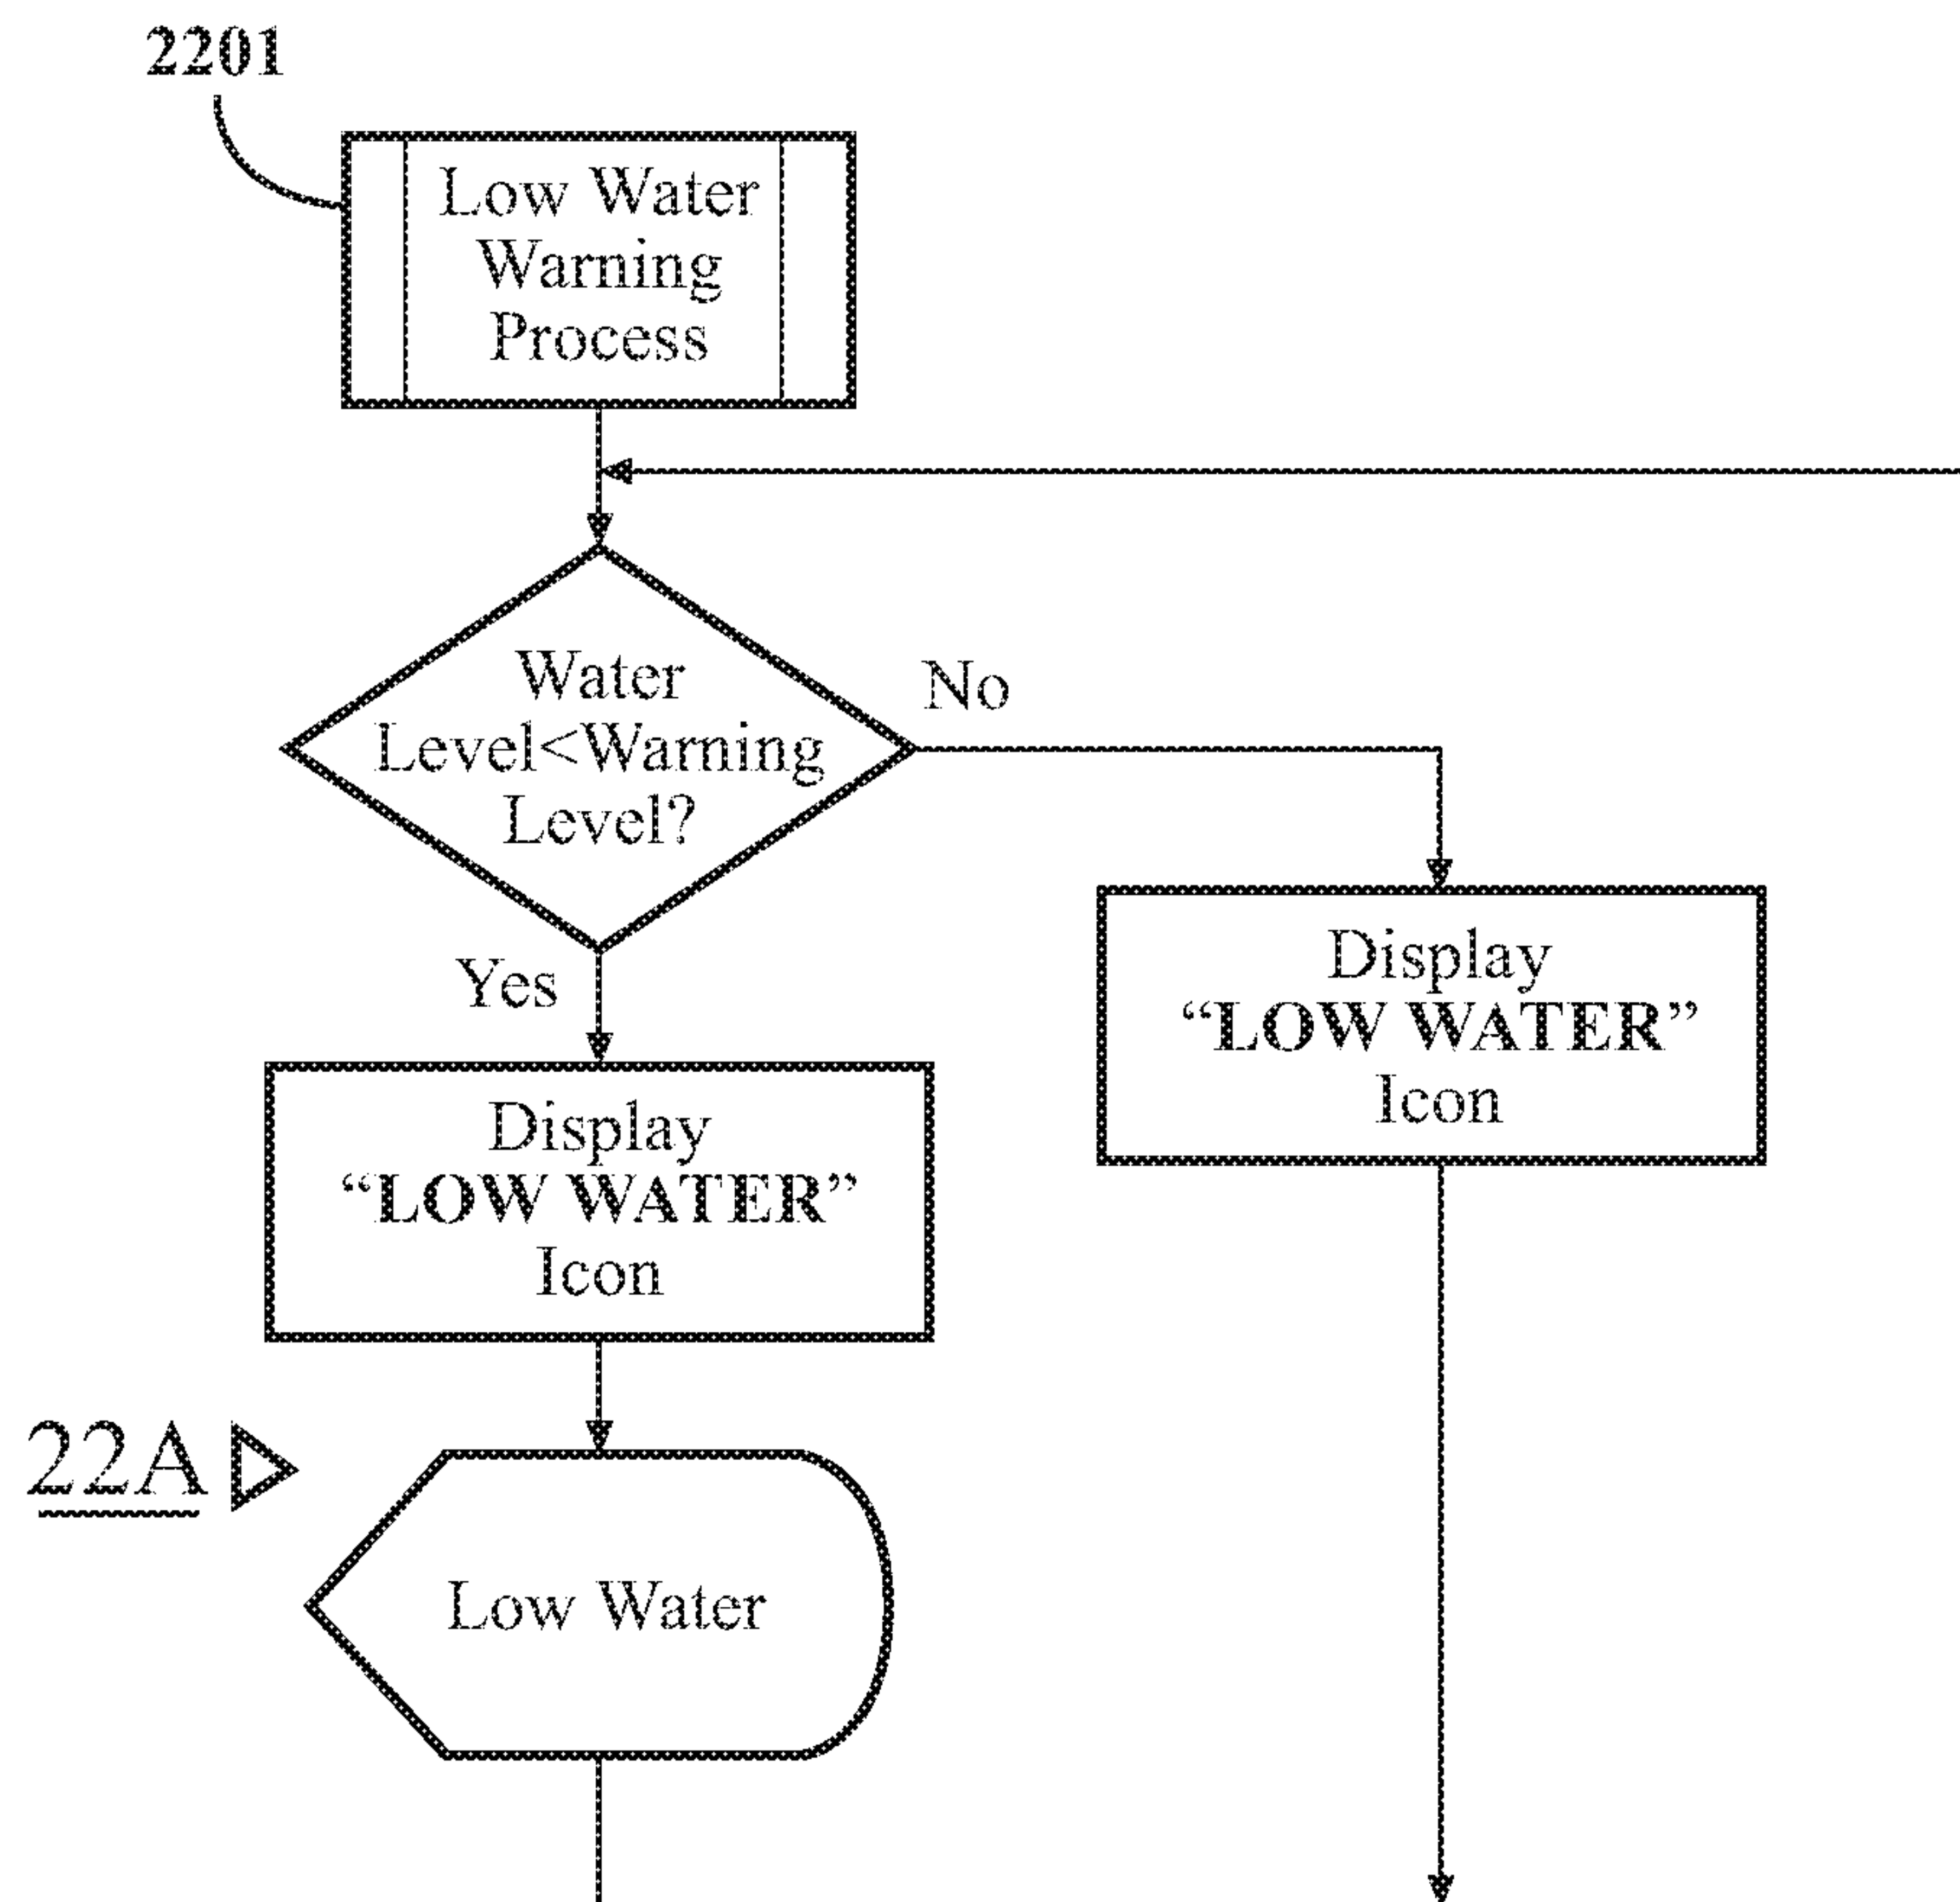 2201
Low Water
Warning
Process
Water
Level<Warning
Level?
No
Yes
Display
“LOW WATER”
Icon
Display
“LOW WATER”
Icon
22A
Low Water